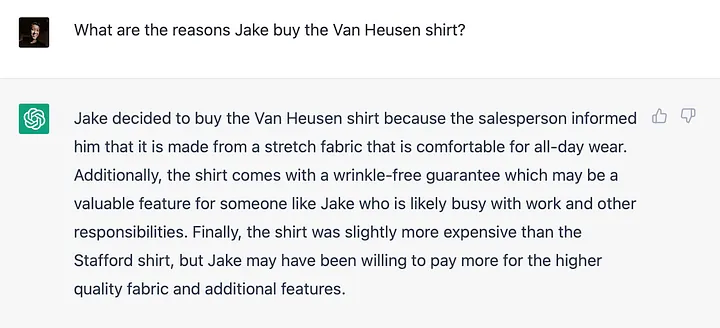 What are the reasons Jake buy the Van Heusen shirt?
Jake decided to buy the Van Heusen shirt because the salesperson informed
him that it is made from a stretch fabric that is comfortable for all-day wear.
Additionally, the shirt comes with a wrinkle-free guarantee which may be a
valuable feature for someone like Jake who is likely busy with work and other
responsibilities. Finally, the shirt was slightly more expensive than the
Stafford shirt, but Jake may have been willing to pay more for the higher
quality fabric and additional features.